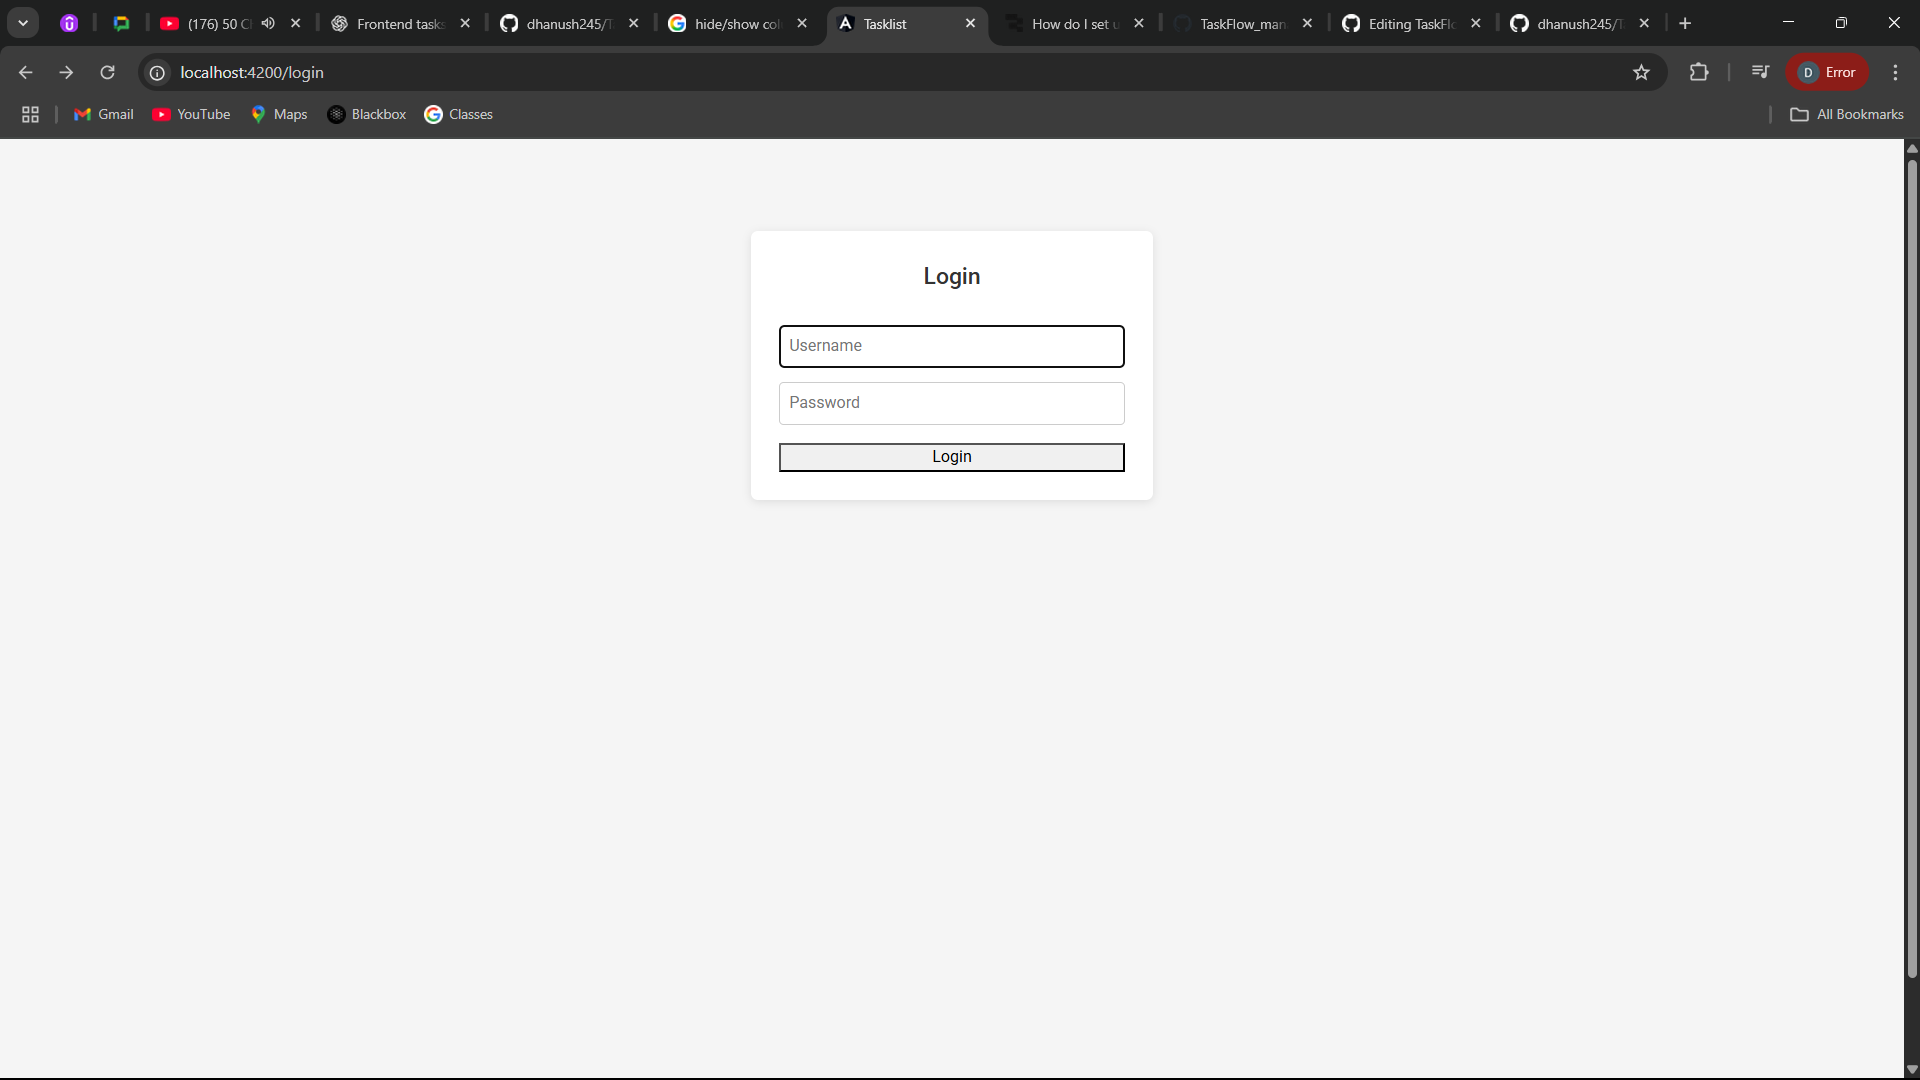 (176) 50 C
Frontend tasks
dhanush245/T
hide/show col
Tasklist
How do I set u
TaskFlow_man
Editing TaskFl
dhanush245/T
localhost:4200/login
D Error
Gmail
YouTube
Maps
Blackbox
Classes
All Bookmarks
Login
Username
Password
Login